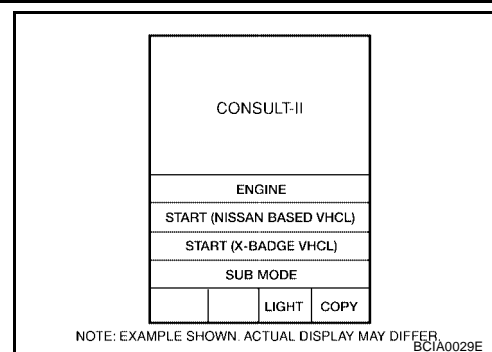 CONSULT-II
ENGINE
START (NISSAN BASED VHCL)
START (X-BADGE VHCL)
SUB MODE
LIGHT COPY
NOTE: EXAMPLE SHOWN. ACTUAL DISPLAY MAY DIFFER.
BCIA0029E